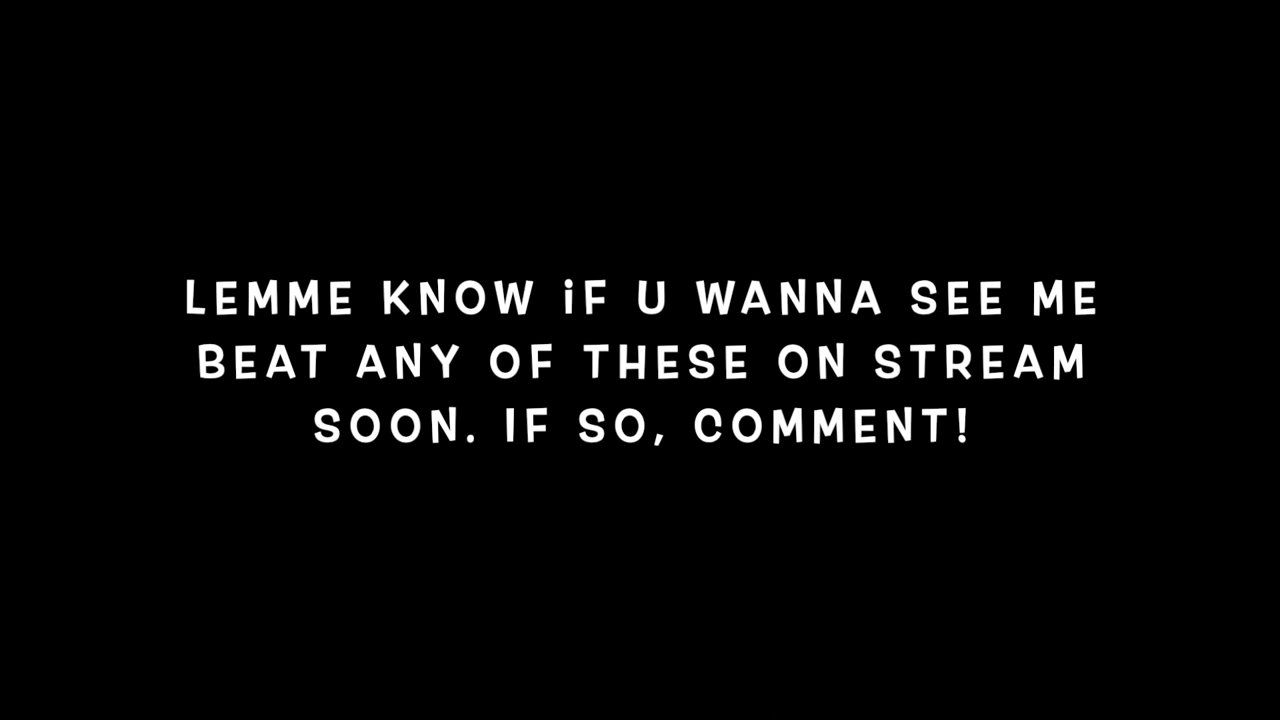 LEMME KNOW iF U WANNA SEE ME
BEAT ANY OF THESE ON STREAM
SOON. IF SO, COMMENT!